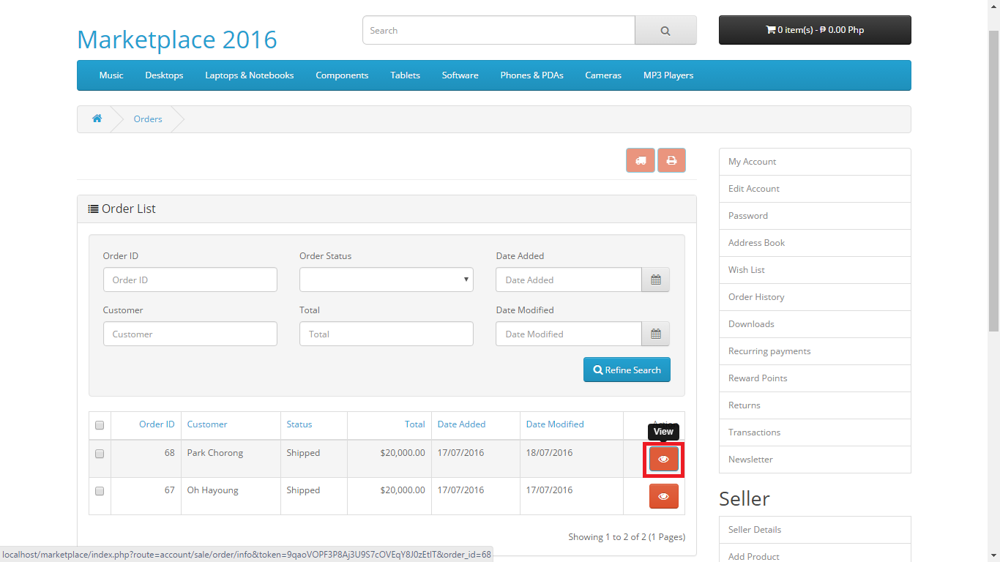 Marketplace 2016
Search
0 item(s) - ₱ 0.00 Php
Music Desktops Laptops & Notebooks Components Tablets Software Phones & PDAs Cameras MP3 Players
Orders
Order List
Order ID Order Status Date Added
Order ID Date Added
Customer Total Date Modified
Customer Total Date Modified
Refine Search
Order ID Customer Status Total Date Added Date Modified Action
View
68 Park Chorong Shipped $20,000.00 17/07/2016 18/07/2016
67 Oh Hayoung Shipped $20,000.00 17/07/2016 17/07/2016
Showing 1 to 2 of 2 (1 Pages)
My Account
Edit Account
Password
Address Book
Wish List
Order History
Downloads
Recurring payments
Reward Points
Returns
Transactions
Newsletter
Seller
Seller Details
Add Product
localhost/marketplace/index.php?route=account/sale/order/info&token=9qaoVOPF3P8Aj3U9S7cOVEqY8J0zEtIT&order_id=68